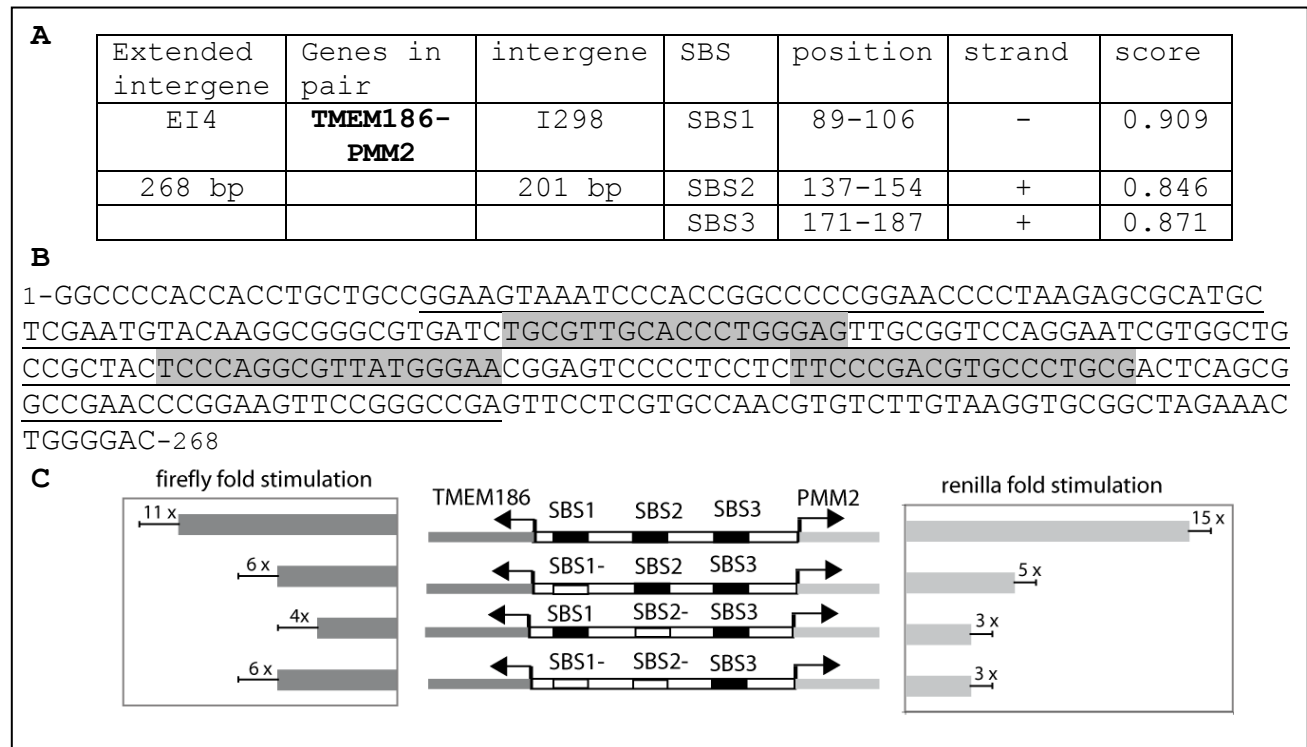 A
Extended intergene Genes in pair intergene SBS position strand score
EI4 TMEM186-PMM2 I298 SBS1 89-106 - 0.909
268 bp 201 bp SBS2 137-154 + 0.846
SBS3 171-187 + 0.871
B
1-GGCCCCACCACCTGCTGCCGGAAGTAAATCCCACCGGCCCCCGGAACCCCTAAGAGCGCATGC
TCGAATGTACAAGGCGGGCGTGATCTGCGTTGCACCCTGGGAGTTGCGGTCCAGGAATCGTGGCTG
CCGCTACTCCCAGGCGTTATGGGAACGGAGTCCCCTCCTCTTCCCGACGTGCCCTGCGACTCAGCG
GCCGAACCCGGAAGTTCCGGGCCGAGTTCCTCGTGCCAACGTGTCTTGTAAGGTGCGGCTAGAAAC
TGGGGAC-268
C
firefly fold stimulation
TMEM186 PMM2
renilla fold stimulation
11 x SBS1 SBS2 SBS3 15 x
6 x SBS1- SBS2 SBS3 5 x
4x SBS1 SBS2- SBS3 3 x
6 x SBS1- SBS2- SBS3 3 x